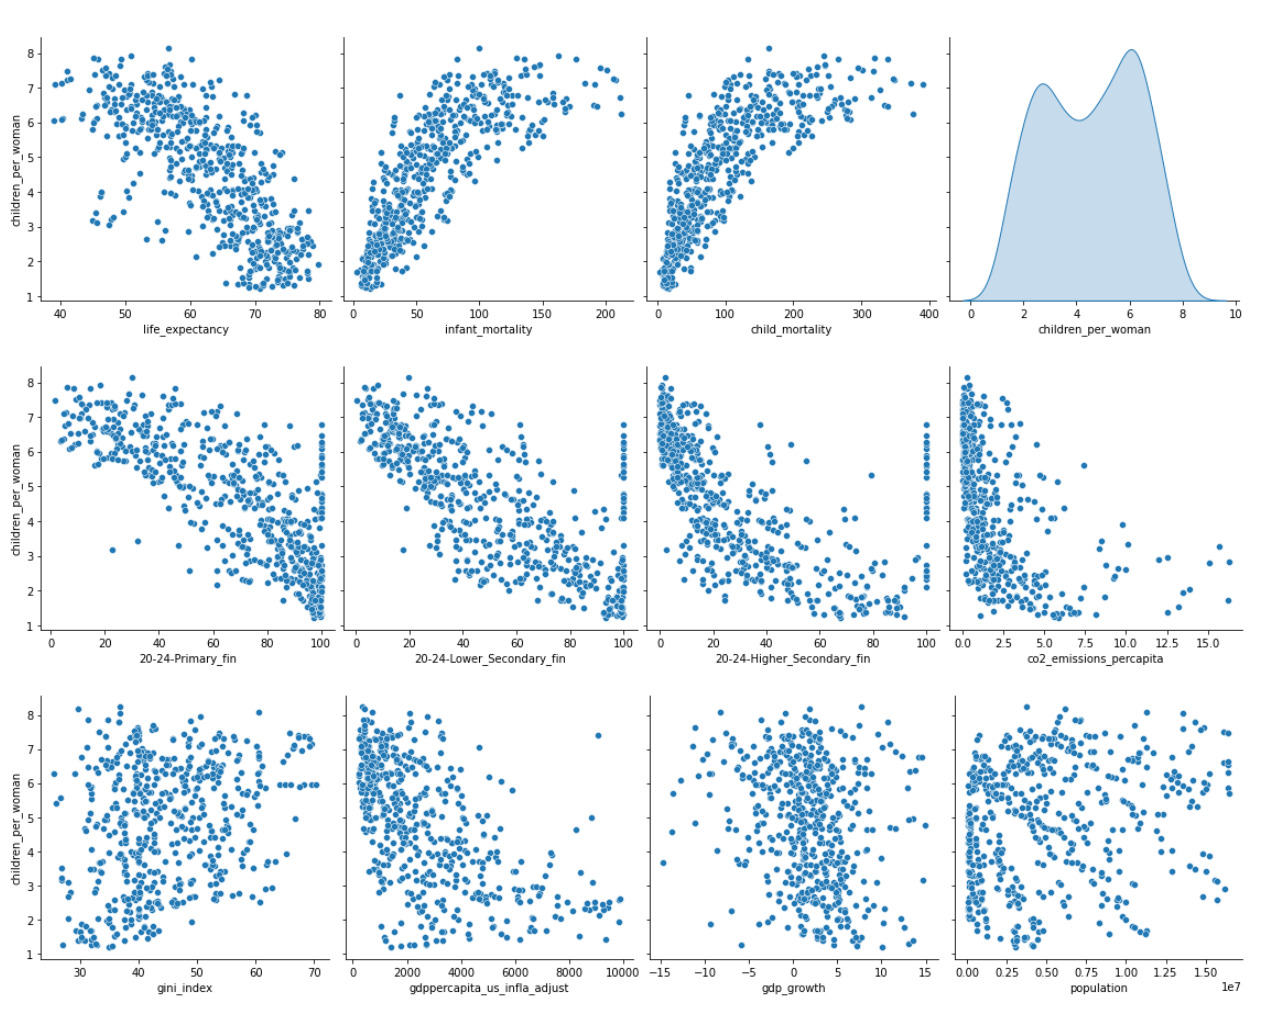 children_per_woman
8
7
6
5
4
3
2
1
40 50 60 70 80
life_expectancy
0 50 100 150 200
infant_mortality
0 100 200 300 400
child_mortality
0 2 4 6 8 10
children_per_woman
children_per_woman
8
7
6
5
4
3
2
1
0 20 40 60 80 100
20-24-Primary_fin
0 20 40 60 80 100
20-24-Lower_Secondary_fin
0 20 40 60 80 100
20-24-Higher_Secondary_fin
0.0 2.5 5.0 7.5 10.0 12.5 15.0
co2_emissions_percapita
children_per_woman
8
7
6
5
4
3
2
1
30 40 50 60 70
gini_index
0 2000 4000 6000 8000 10000
gdppercapita_us_infla_adjust
−15 −10 −5 0 5 10 15
gdp_growth
0.00 0.25 0.50 0.75 1.00 1.25 1.50
1e7
population